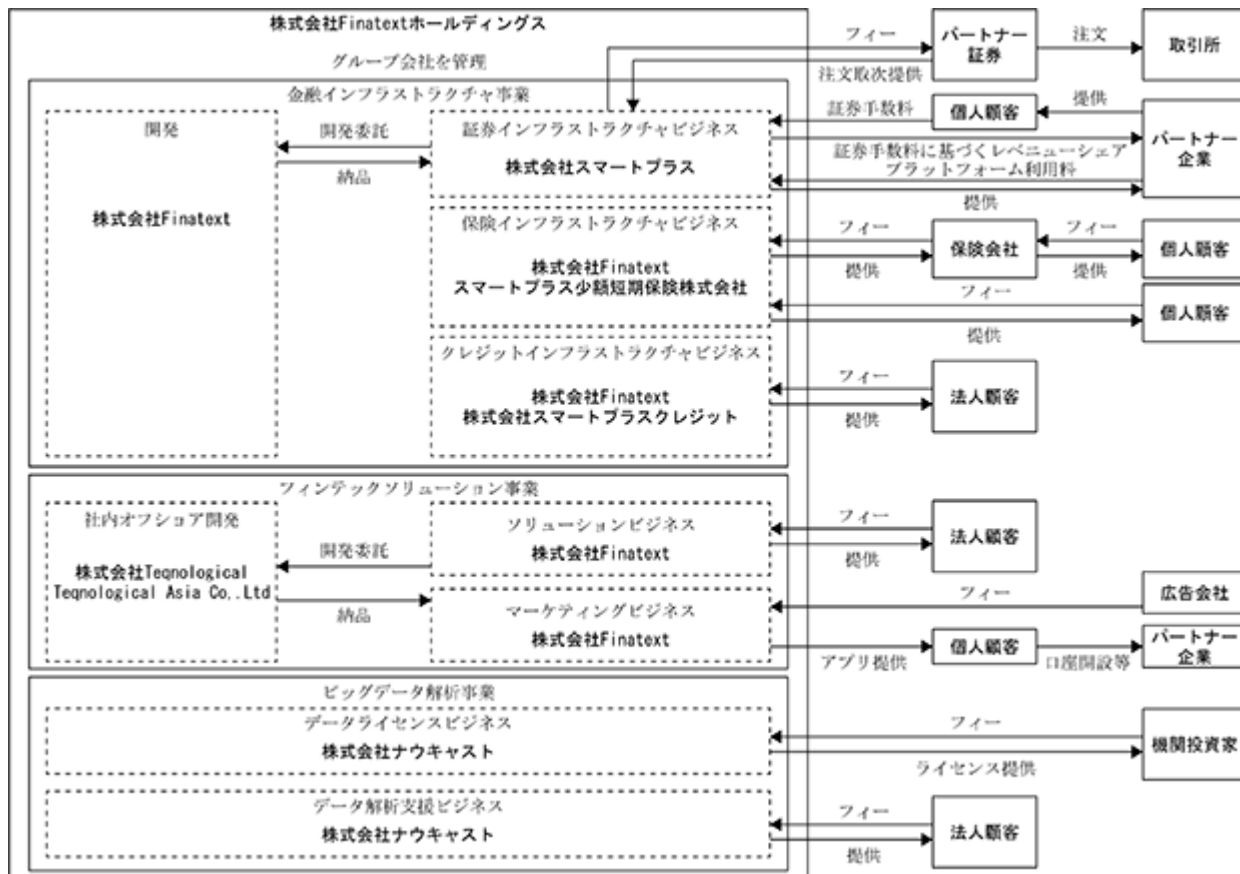 株式会社Finatextホールディングス
グループ会社を管理
金融インフラストラクチャ事業
開発
株式会社Finatext
開発委託
納品
証券インフラストラクチャビジネス
株式会社スマートプラス
フィー
注文取次提供
パートナー
証券
注文
取引所
証券手数料
個人顧客
提供
パートナー
企業
証券手数料に基づくレベニューシェア
プラットフォーム利用料
提供
保険インフラストラクチャビジネス
株式会社Finatext
スマートプラス少額短期保険株式会社
フィー
提供
保険会社
フィー
提供
個人顧客
フィー
提供
個人顧客
クレジットインフラストラクチャビジネス
株式会社Finatext
株式会社スマートプラスクレジット
フィー
提供
法人顧客
フィンテックソリューション事業
社内オフショア開発
株式会社Teqnological
Teqnological Asia Co,.Ltd
開発委託
納品
ソリューションビジネス
株式会社Finatext
フィー
提供
法人顧客
マーケティングビジネス
株式会社Finatext
フィー
広告会社
アプリ提供
個人顧客
口座開設等
パートナー
企業
ビッグデータ解析事業
データライセンスビジネス
株式会社ナウキャスト
フィー
ライセンス提供
機関投資家
データ解析支援ビジネス
株式会社ナウキャスト
フィー
提供
法人顧客